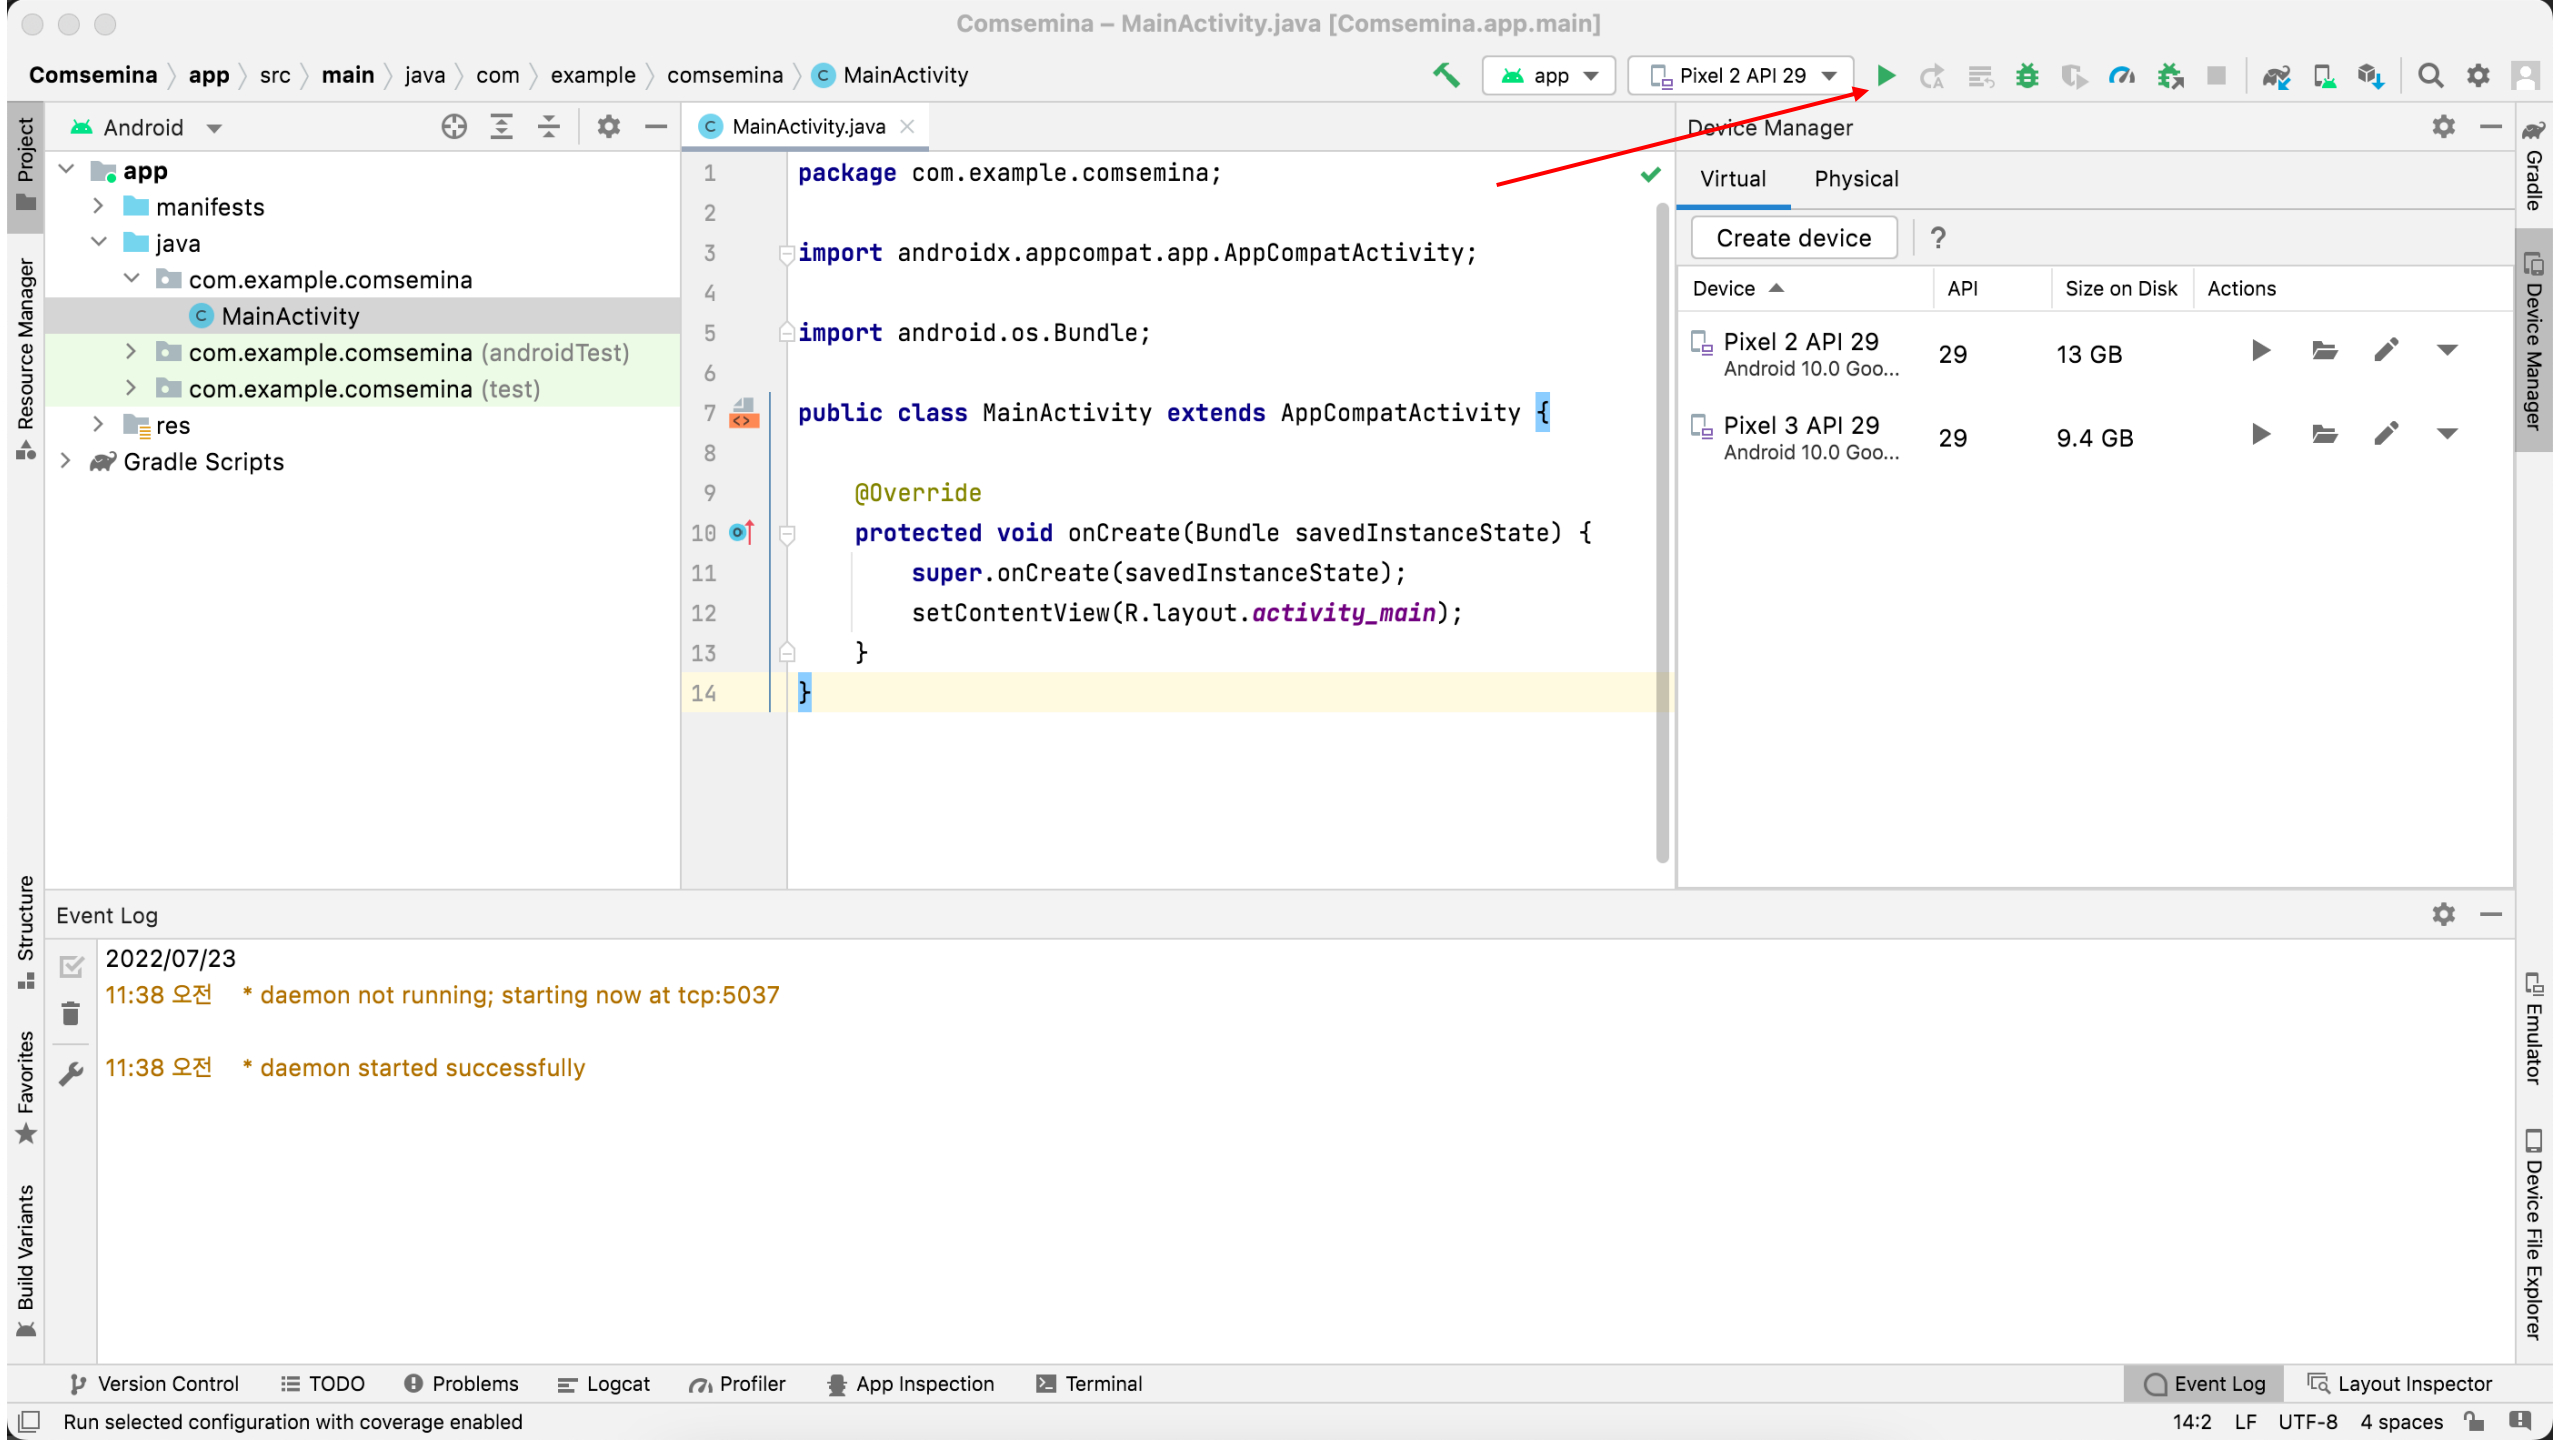 Comsemina – MainActivity.java [Comsemina.app.main]
Comsemina app src main java com example comsemina C MainActivity
app
Pixel 2 API 29
Project
Resource Manager
Structure
Favorites
Build Variants
Android
app
manifests
java
com.example.comsemina
C MainActivity
com.example.comsemina (androidTest)
com.example.comsemina (test)
res
Gradle Scripts
C MainActivity.java
1 package com.example.comsemina;
2
3 import androidx.appcompat.app.AppCompatActivity;
4
5 import android.os.Bundle;
6
7 public class MainActivity extends AppCompatActivity {
8
9 @Override
10 protected void onCreate(Bundle savedInstanceState) {
11 super.onCreate(savedInstanceState);
12 setContentView(R.layout.activity_main);
13 }
14 }
Device Manager
Virtual Physical
Create device ?
Device API Size on Disk Actions
Pixel 2 API 29 29 13 GB
Android 10.0 Goo...
Pixel 3 API 29 29 9.4 GB
Android 10.0 Goo...
Gradle
Device Manager
Emulator
Device File Explorer
Event Log
2022/07/23
11:38 오전 * daemon not running; starting now at tcp:5037
11:38 오전 * daemon started successfully
Version Control TODO Problems Logcat Profiler App Inspection Terminal Event Log Layout Inspector
Run selected configuration with coverage enabled 14:2 LF UTF-8 4 spaces